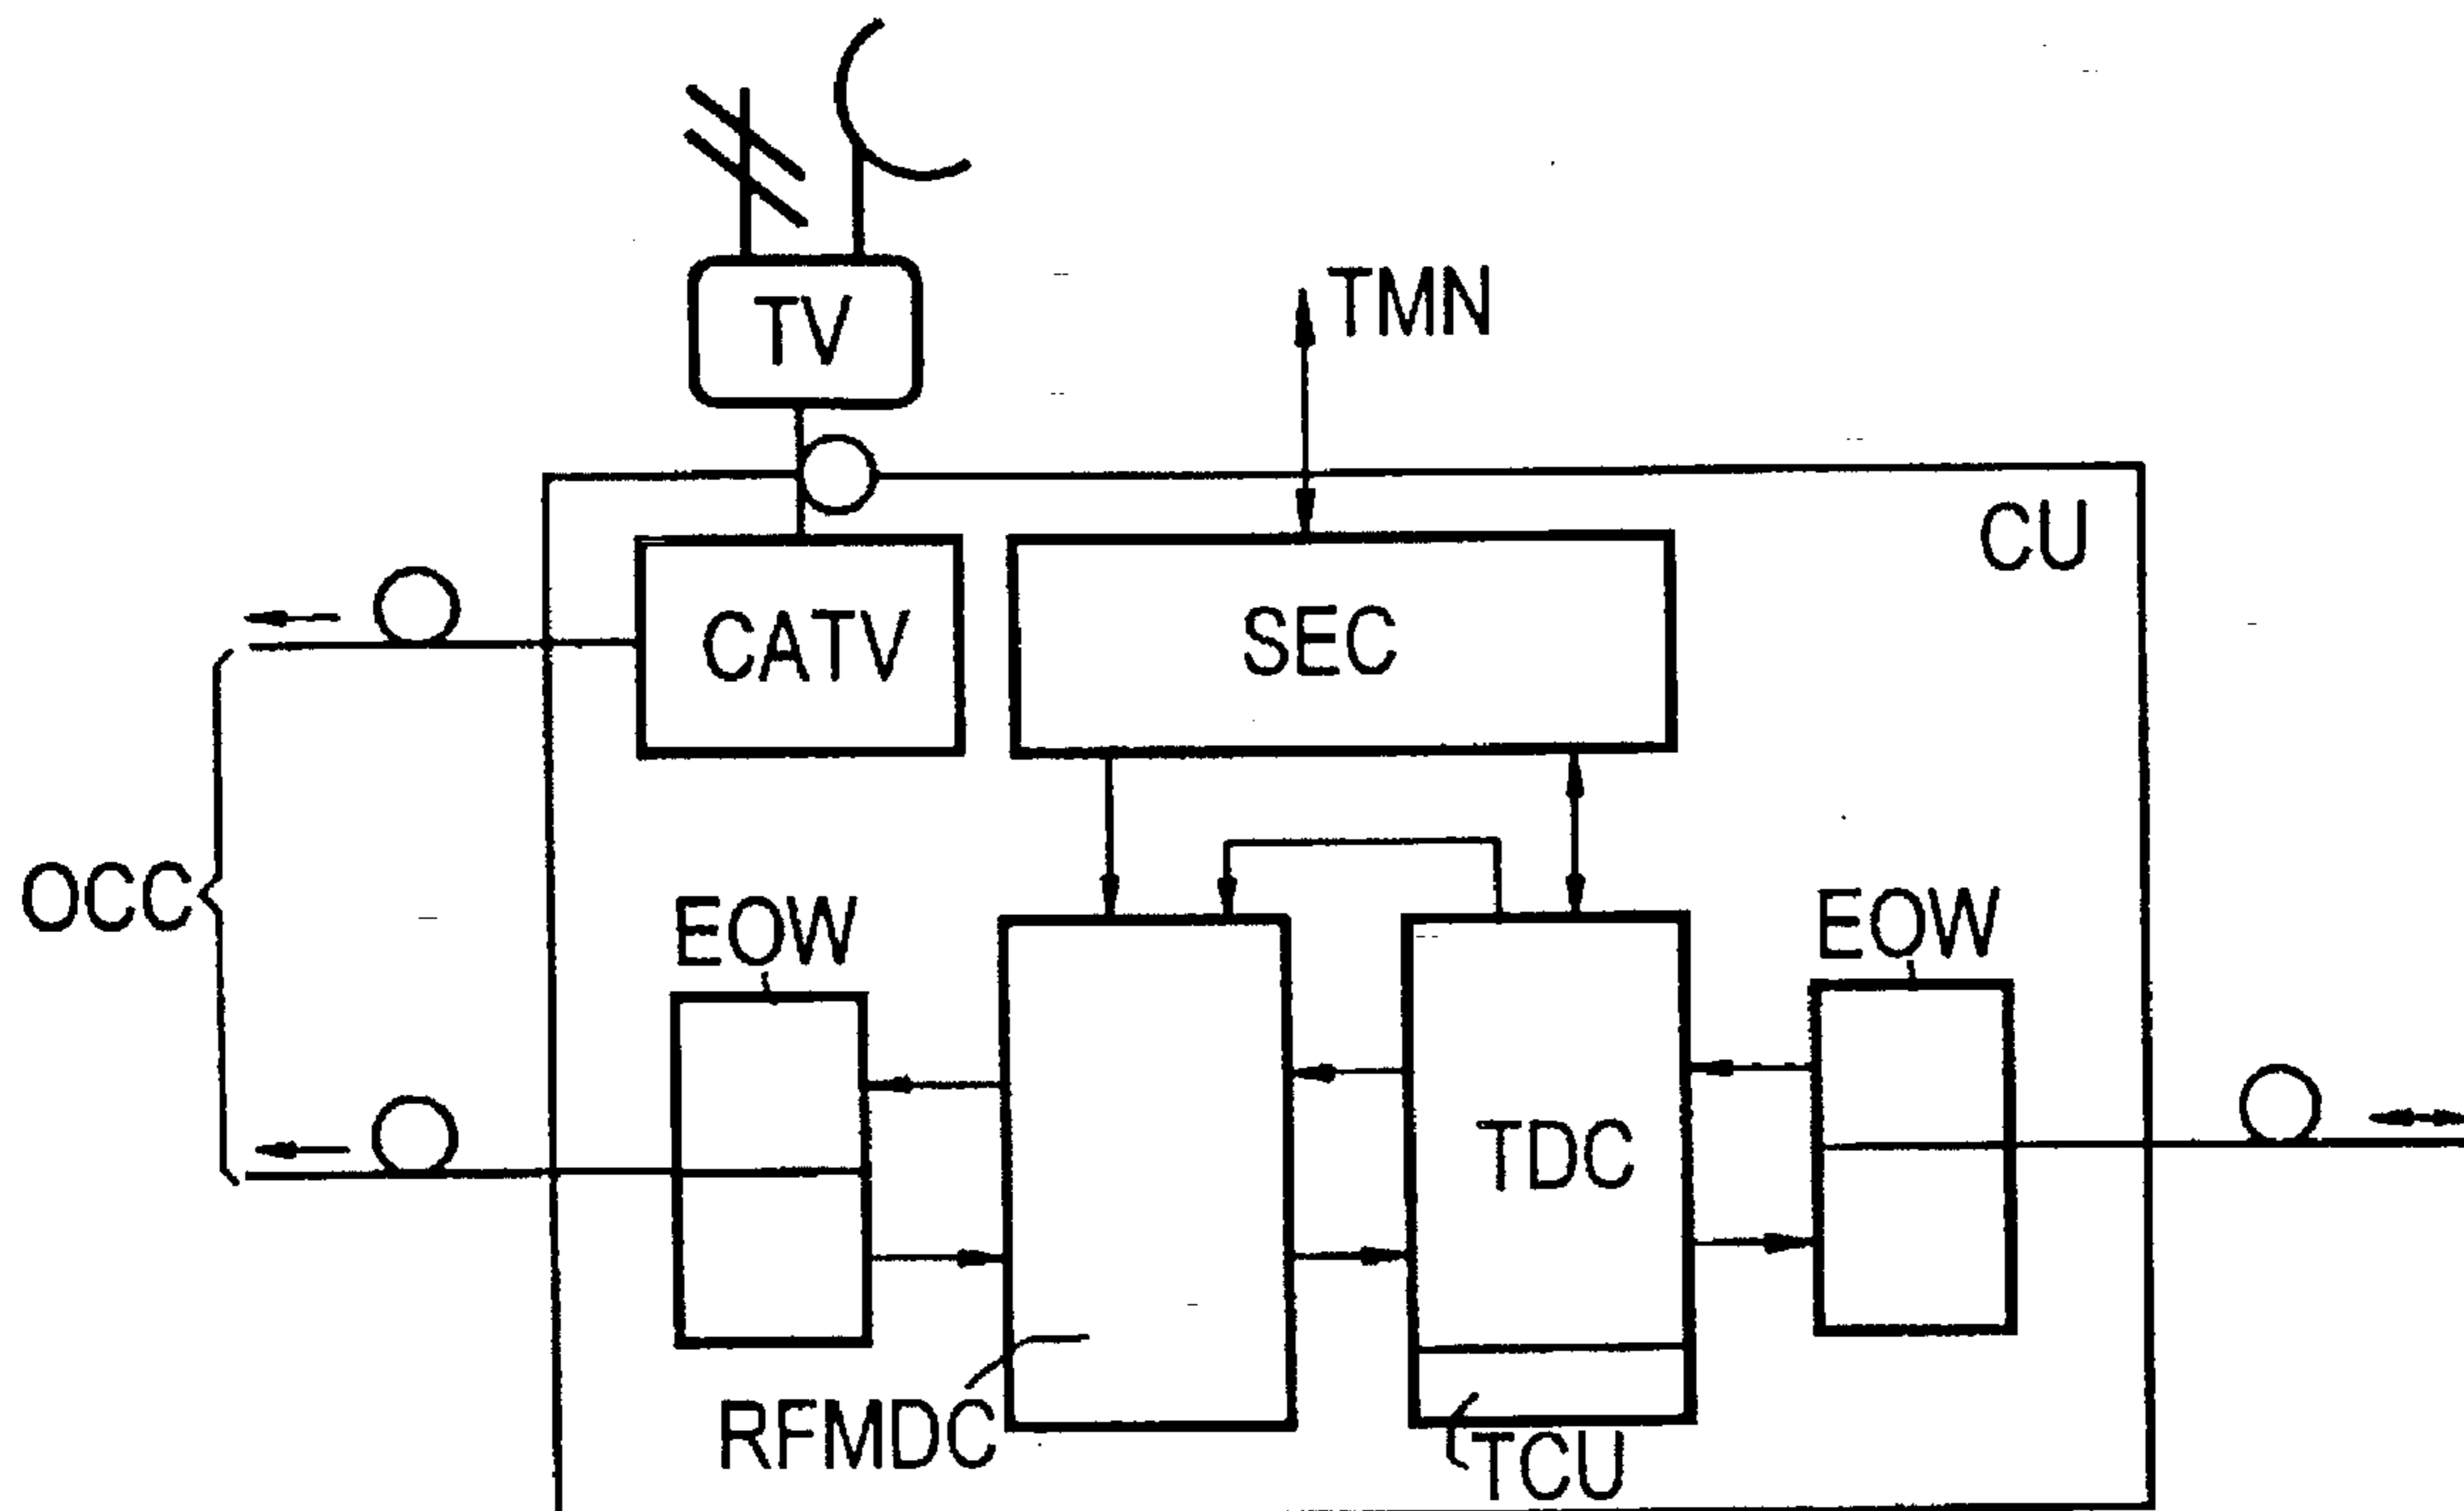 TV
TMN
CU
CATV
SEC
OCC
EOW
EOW
TDC
RFMDC
TCU